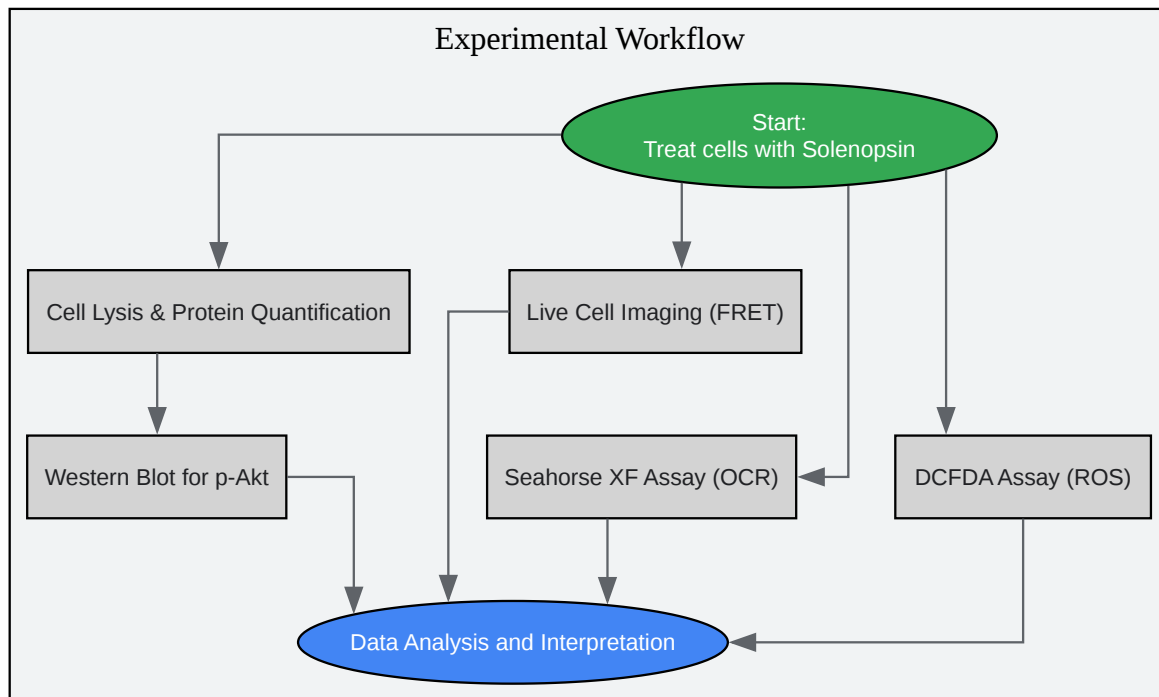 Experimental Workflow
Start:
Treat cells with Solenopsin
Cell Lysis & Protein Quantification
Live Cell Imaging (FRET)
Western Blot for p-Akt
Seahorse XF Assay (OCR)
DCFDA Assay (ROS)
Data Analysis and Interpretation